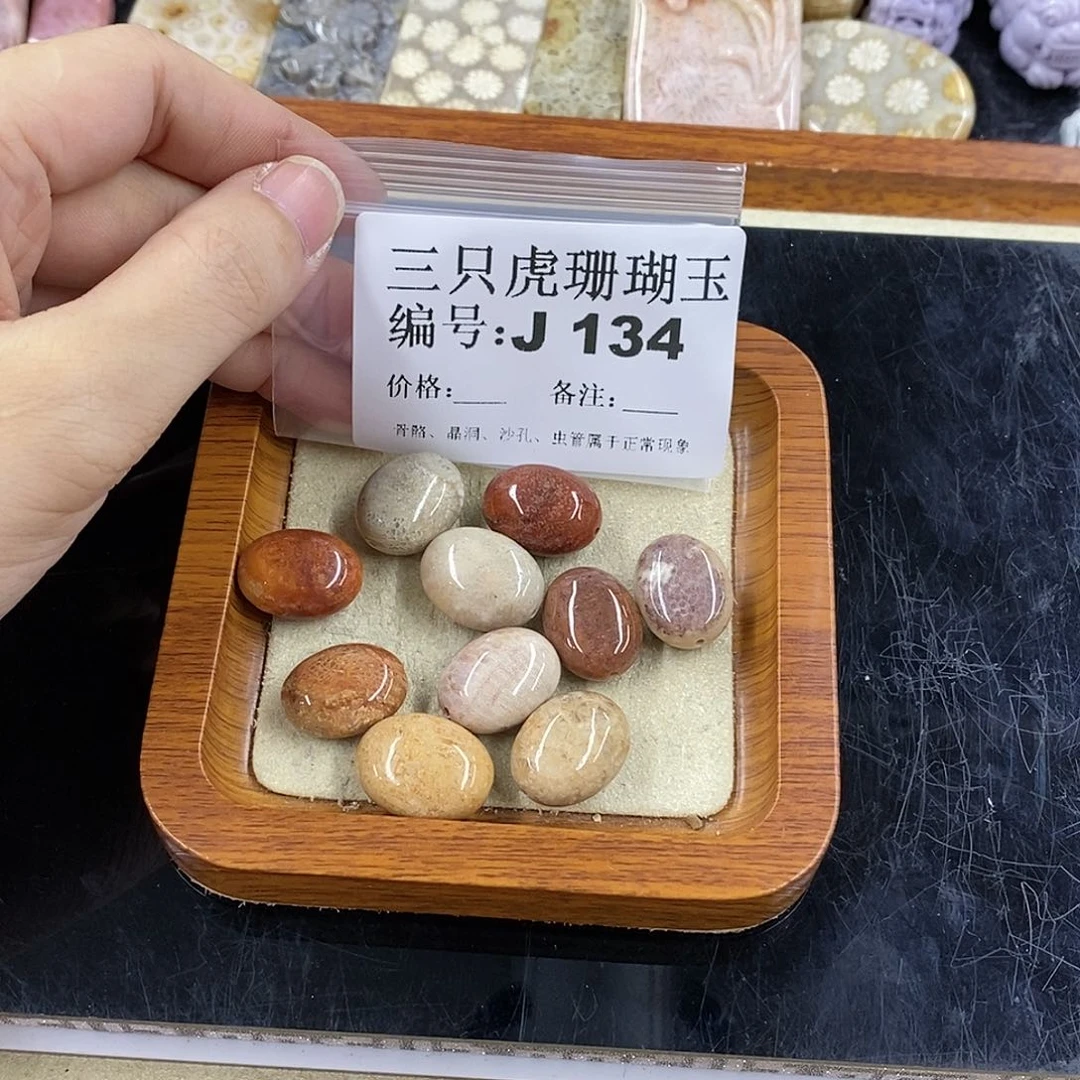 三只虎珊瑚玉
编号:J 134
价格:____ 备注:____
骨骼、晶洞、沙孔、虫管属于正常现象